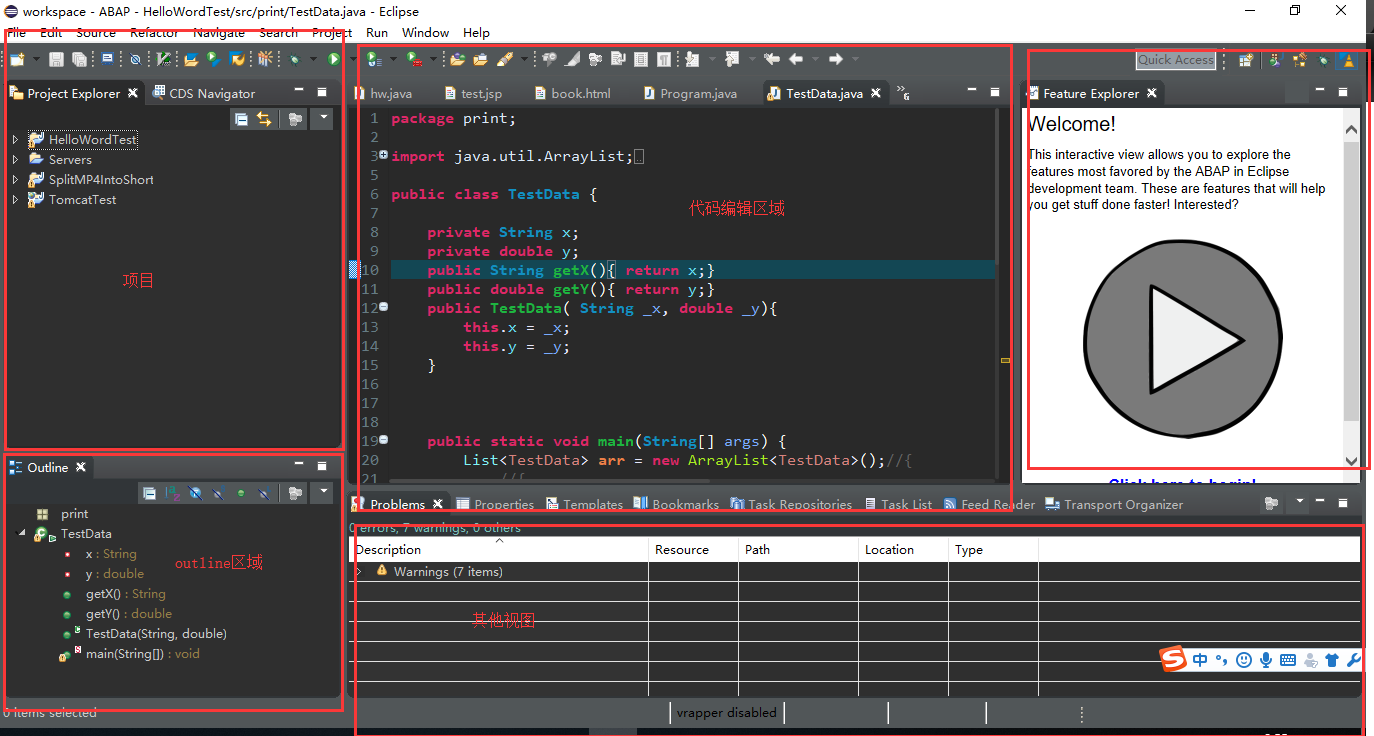 workspace - ABAP - HelloWordTest/src/print/TestData.java - Eclipse
File Edit Source Refactor Navigate Search Project Run Window Help
Quick Access
Project Explorer
CDS Navigator
HelloWordTest
Servers
SplitMP4IntoShort
TomcatTest
项目
hw.java
test.jsp
book.html
Program.java
TestData.java
»6
1 package print;
2
3 import java.util.ArrayList;
5
6 public class TestData {
7
8 private String x;
9 private double y;
10 public String getX(){ return x;}
11 public double getY(){ return y;}
12 public TestData( String _x, double _y){
13 this.x = _x;
14 this.y = _y;
15 }
16
17
18
19 public static void main(String[] args) {
20 List<TestData> arr = new ArrayList<TestData>();//{
21 //{
代码编辑区域
Feature Explorer
Welcome!
This interactive view allows you to explore the
features most favored by the ABAP in Eclipse
development team. These are features that will help
you get stuff done faster! Interested?
Click here to begin!
Outline
print
TestData
x : String
y : double
getX() : String
getY() : double
TestData(String, double)
main(String[]) : void
outline区域
Problems
Properties
Templates
Bookmarks
Task Repositories
Task List
Feed Reader
Transport Organizer
0 errors, 7 warnings, 0 others
Description Resource Path Location Type
Warnings (7 items)
其他视图
中
0 items selected
vrapper disabled